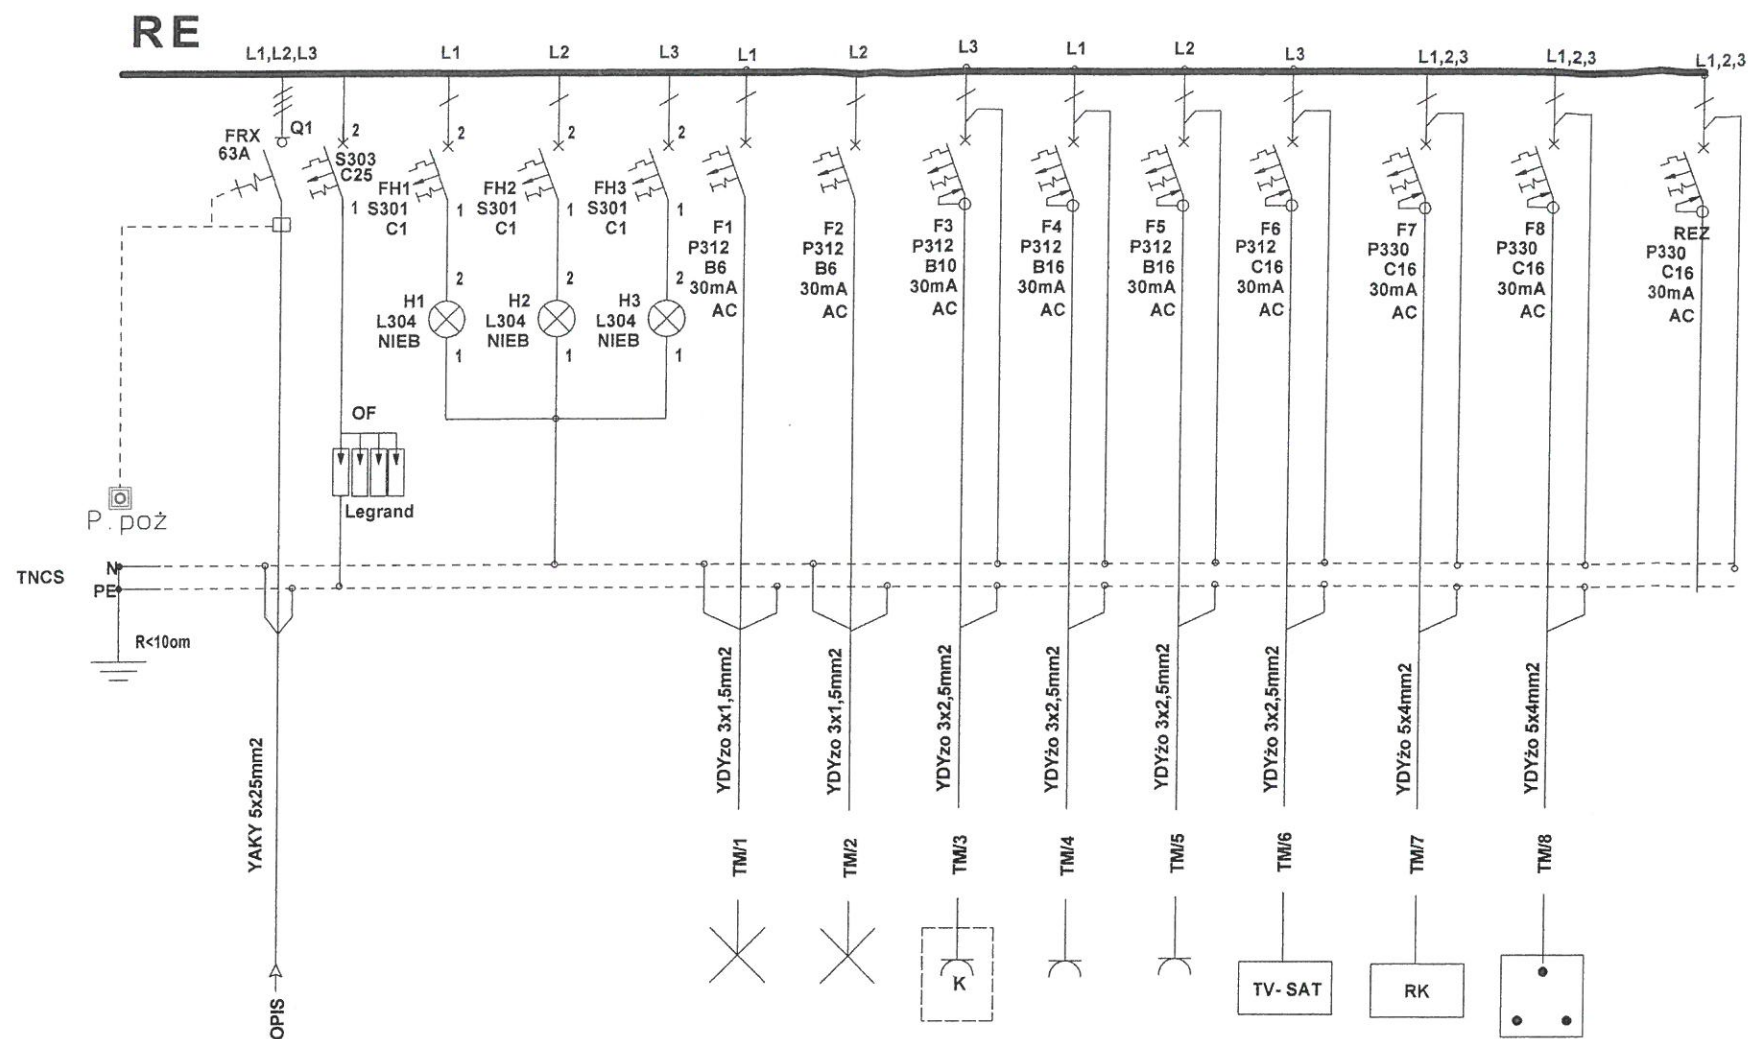 RE
L1,L2,L3
L1
L2
L3
L1
L2
L3
L1
L2
L3
L1,2,3
L1,2,3
L1,2,3
FRX
63A
Q1
2
S303
C25
1
2
FH1
S301
C1
1
2
FH2
S301
C1
1
2
FH3
S301
C1
1
F1
P312
B6
30mA
AC
F2
P312
B6
30mA
AC
F3
P312
B10
30mA
AC
F4
P312
B16
30mA
AC
F5
P312
B16
30mA
AC
F6
P312
C16
30mA
AC
F7
P330
C16
30mA
AC
F8
P330
C16
30mA
AC
REZ
P330
C16
30mA
AC
2
H1
L304
NIEB
1
2
H2
L304
NIEB
1
2
H3
L304
NIEB
1
OF
Legrand
P.poż
TNCS
N
PE
R<10om
YAKY 5x25mm2
OPIS
YDYżo 3x1,5mm2
YDYżo 3x1,5mm2
YDYżo 3x2,5mm2
YDYżo 3x2,5mm2
YDYżo 3x2,5mm2
YDYżo 3x2,5mm2
YDYżo 5x4mm2
YDYżo 5x4mm2
TM/1
TM/2
TM/3
TM/4
TM/5
TM/6
TM/7
TM/8
K
TV-SAT
RK